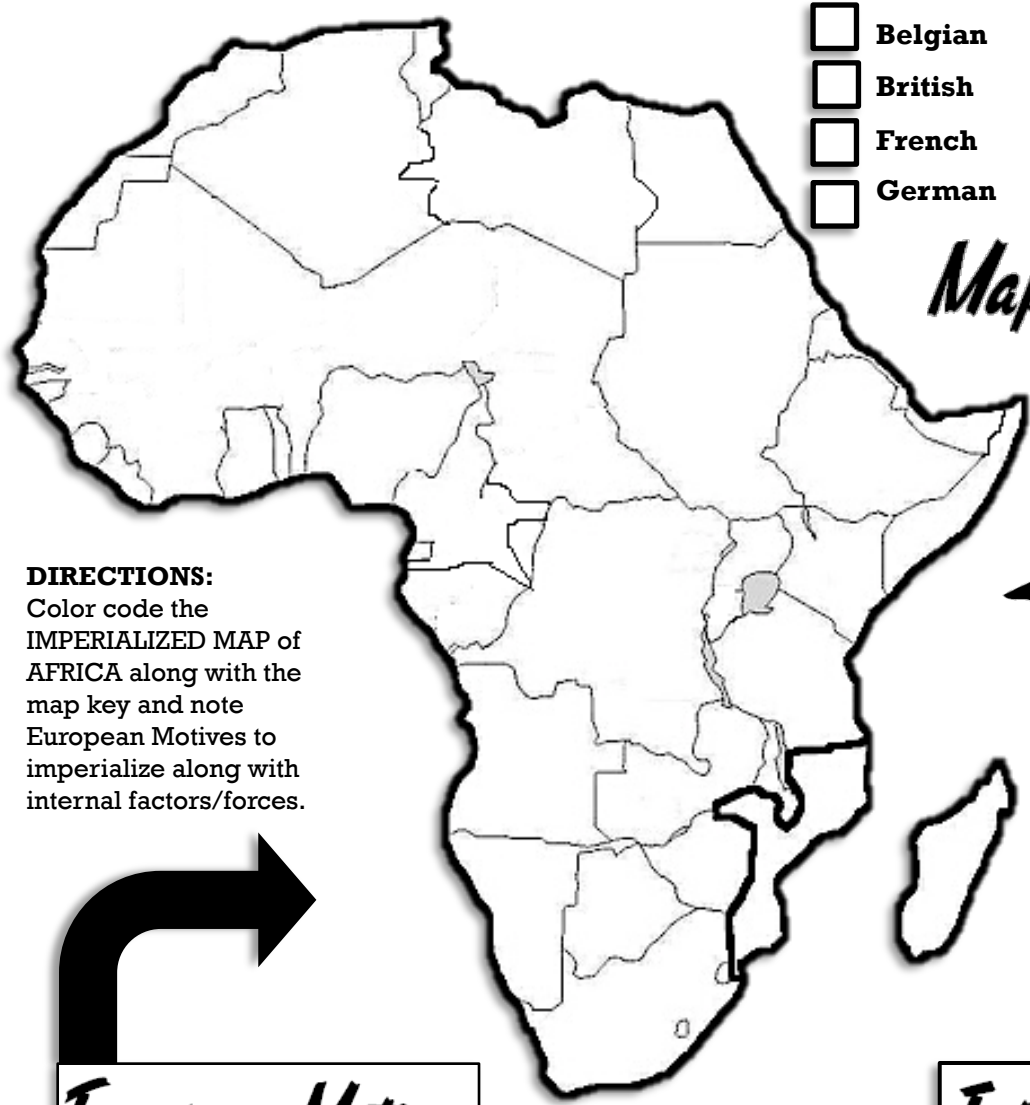 Belgian
British
French
German
DIRECTIONS:
Color code the
IMPERIALIZED MAP of
AFRICA along with the
map key and note
European Motives to
imperialize along with
internal factors/forces.